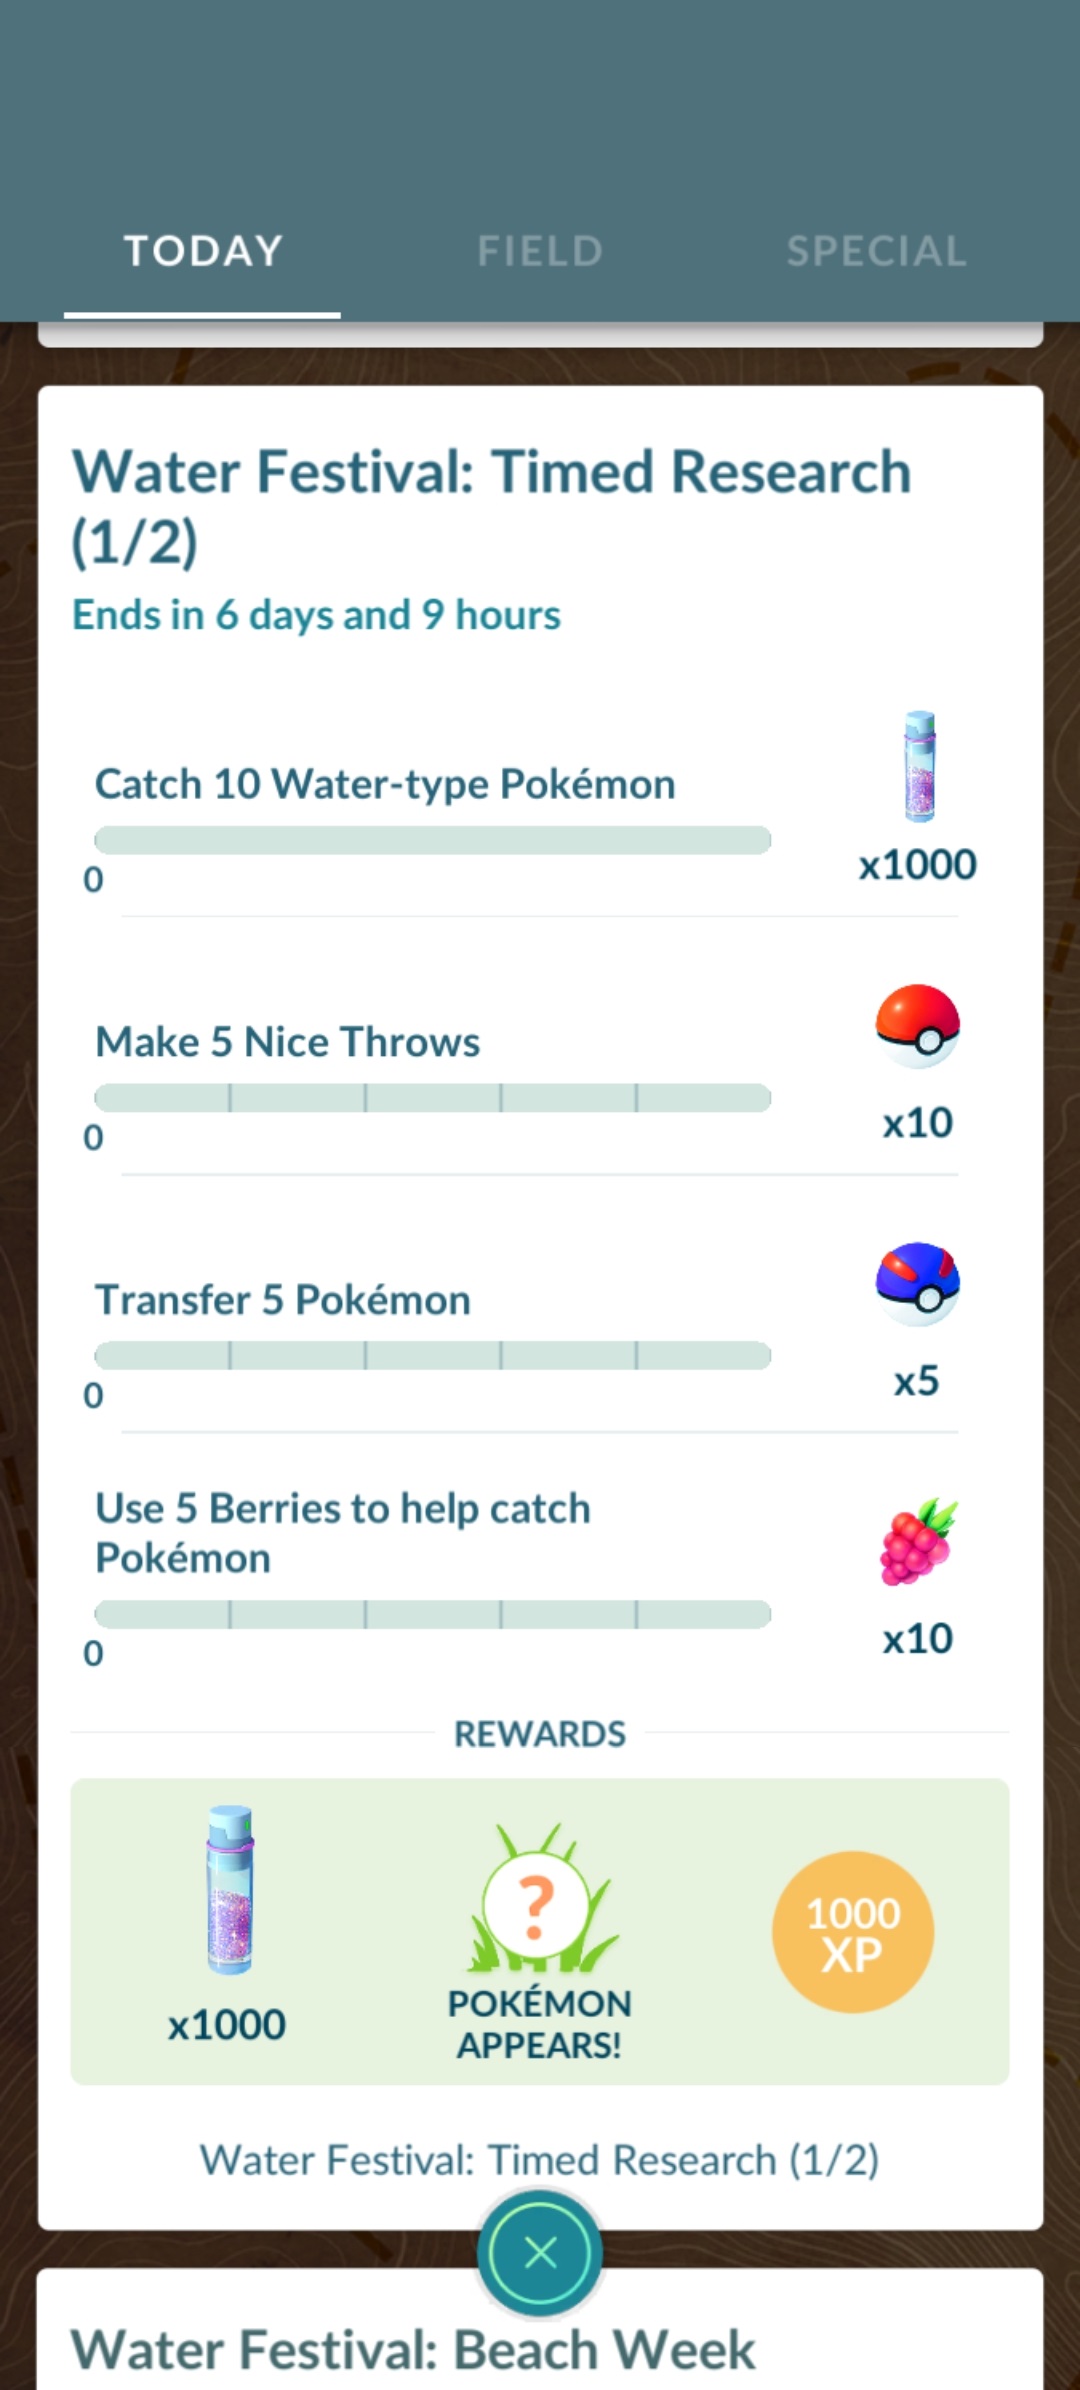 TODAY
FIELD
SPECIAL
Water Festival: Timed Research
(1/2)
Ends in 6 days and 9 hours
Catch 10 Water-type Pokémon
0
x1000
Make 5 Nice Throws
0
x10
Transfer 5 Pokémon
0
x5
Use 5 Berries to help catch
Pokémon
0
x10
REWARDS
x1000
?
POKÉMON
APPEARS!
1000
XP
Water Festival: Timed Research (1/2)
Water Festival: Beach Week